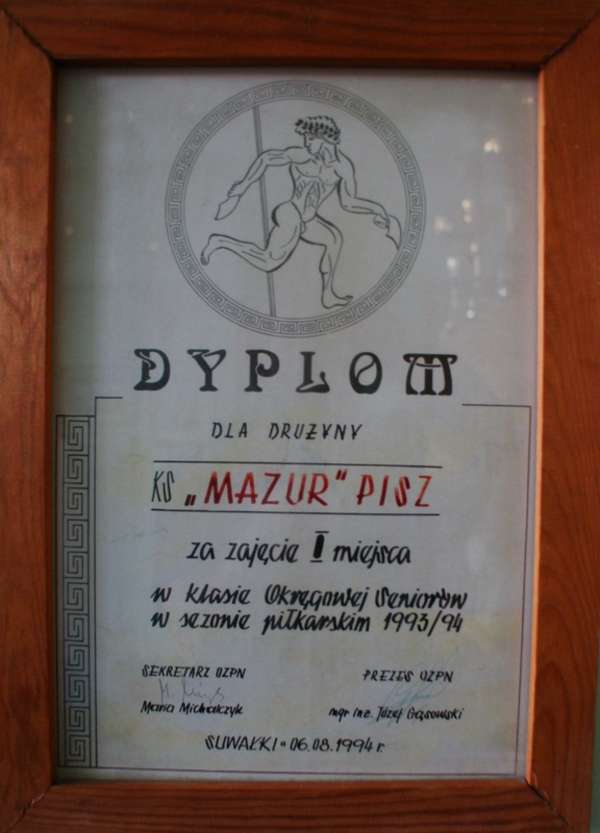 DYPLOM
DLA DRUŻYNY
KS „MAZUR" PISZ
za zajęcie I miejsca
w klasie Okręgowej Seniorów
w sezonie piłkarskim 1993/94
SEKRETARZ OZPN
PREZES OZPN
Maria Michalczyk
mgr inż. Józef Gąsowski
SUWAŁKI 06.08.1994 r.